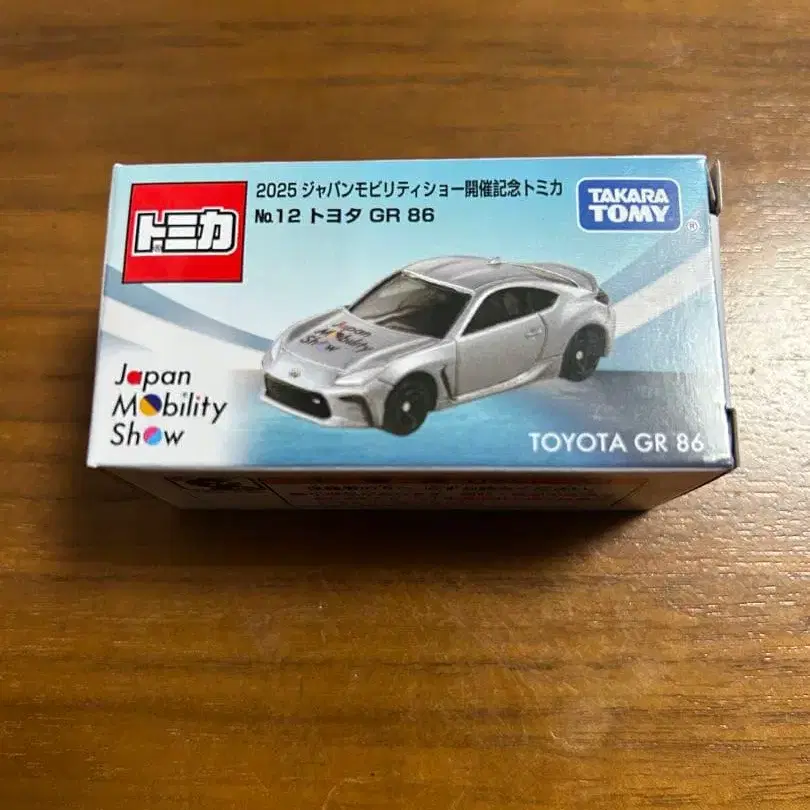 トミカ
2025 ジャパンモビリティショー開催記念トミカ
No.12 トヨタ GR 86
TAKARA
TOMY
®
Japan
Mobility
Show
Japan
Mobility
Show
TOYOTA GR 86